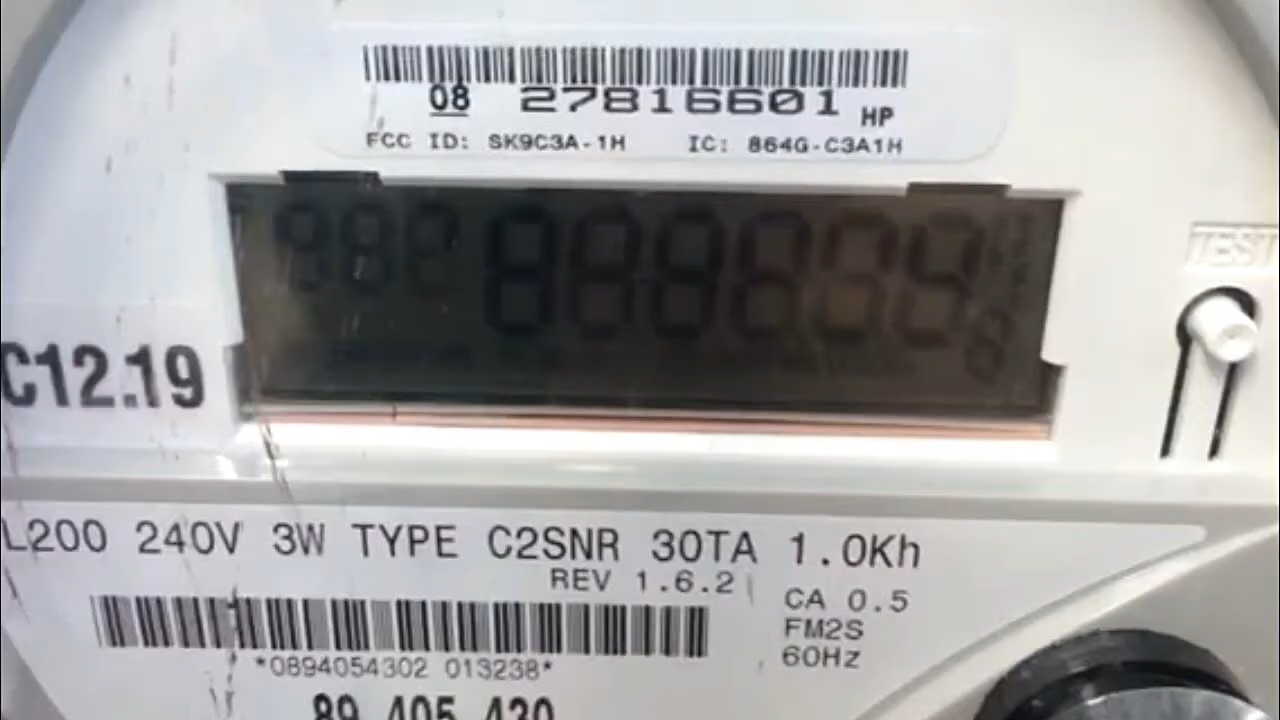 08 27816601 HP
FCC ID: SK9C3A-1H IC: 864G-C3A1H
TEST
C12.19
L200 240V 3W TYPE C2SNR 30TA 1.0Kh
REV 1.6.2
CA 0.5
FM2S
60Hz
*0894054302 013238*
89 405 430